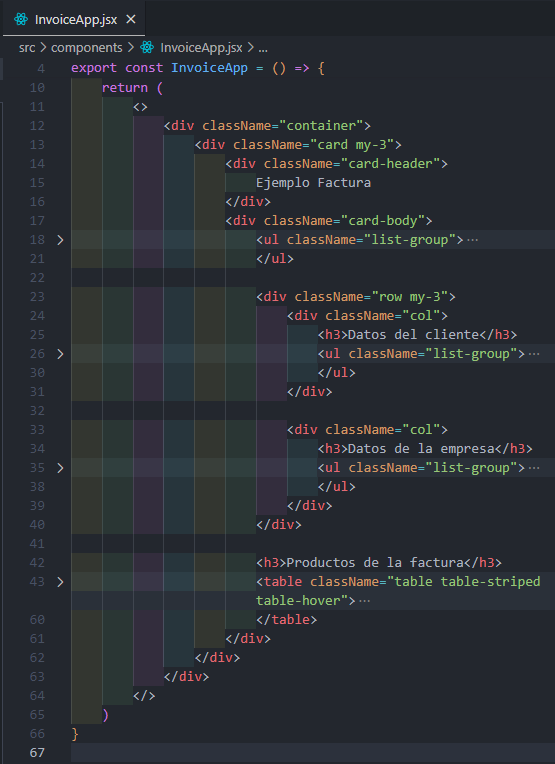 InvoiceApp.jsx ×
src > components > InvoiceApp.jsx > ...
4 export const InvoiceApp = () => {
10 return (
11 <>
12 <div className="container">
13 <div className="card my-3">
14 <div className="card-header">
15 Ejemplo Factura
16 </div>
17 <div className="card-body">
18 > <ul className="list-group">⋯
21 </ul>
22
23 <div className="row my-3">
24 <div className="col">
25 <h3>Datos del cliente</h3>
26 > <ul className="list-group">⋯
30 </ul>
31 </div>
32
33 <div className="col">
34 <h3>Datos de la empresa</h3>
35 > <ul className="list-group">⋯
38 </ul>
39 </div>
40 </div>
41
42 <h3>Productos de la factura</h3>
43 > <table className="table table-striped
table-hover">⋯
60 </table>
61 </div>
62 </div>
63 </div>
64 </>
65 )
66 }
67